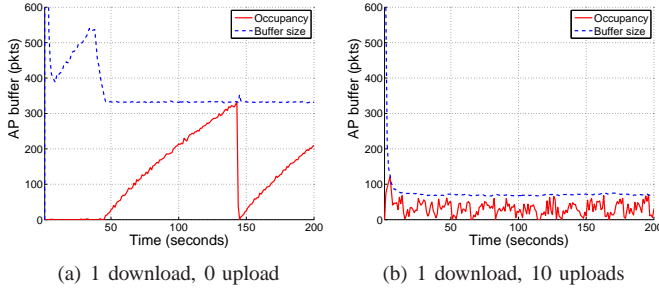 600
500
400
300
200
100
0
AP buffer (pkts)
50
100
150
200
Time (seconds)
Occupancy
Buffer size
(a) 1 download, 0 upload
600
500
400
300
200
100
0
AP buffer (pkts)
50
100
150
200
Time (seconds)
Occupancy
Buffer size
(b) 1 download, 10 uploads